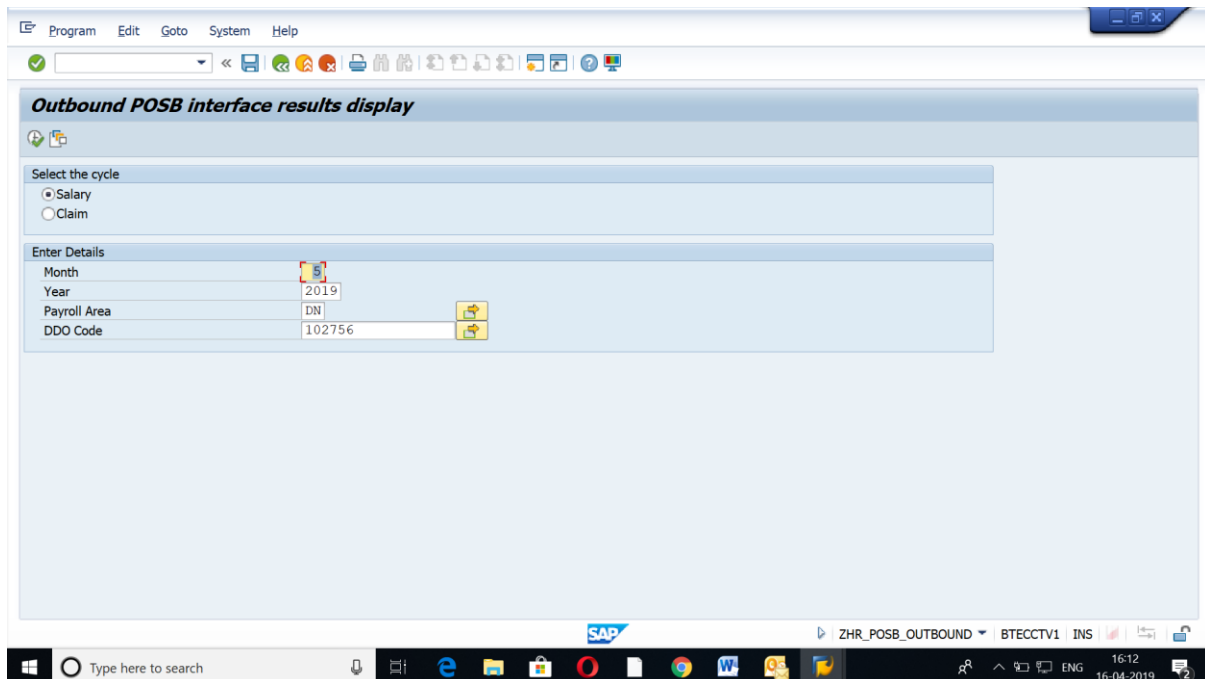 Program Edit Goto System Help
Outbound POSB interface results display
Select the cycle
Salary
Claim
Enter Details
Month 5
Year 2019
Payroll Area DN
DDO Code 102756
SAP ZHR_POSB_OUTBOUND BTECCTV1 INS
Type here to search ENG 16:12
16-04-2019 2